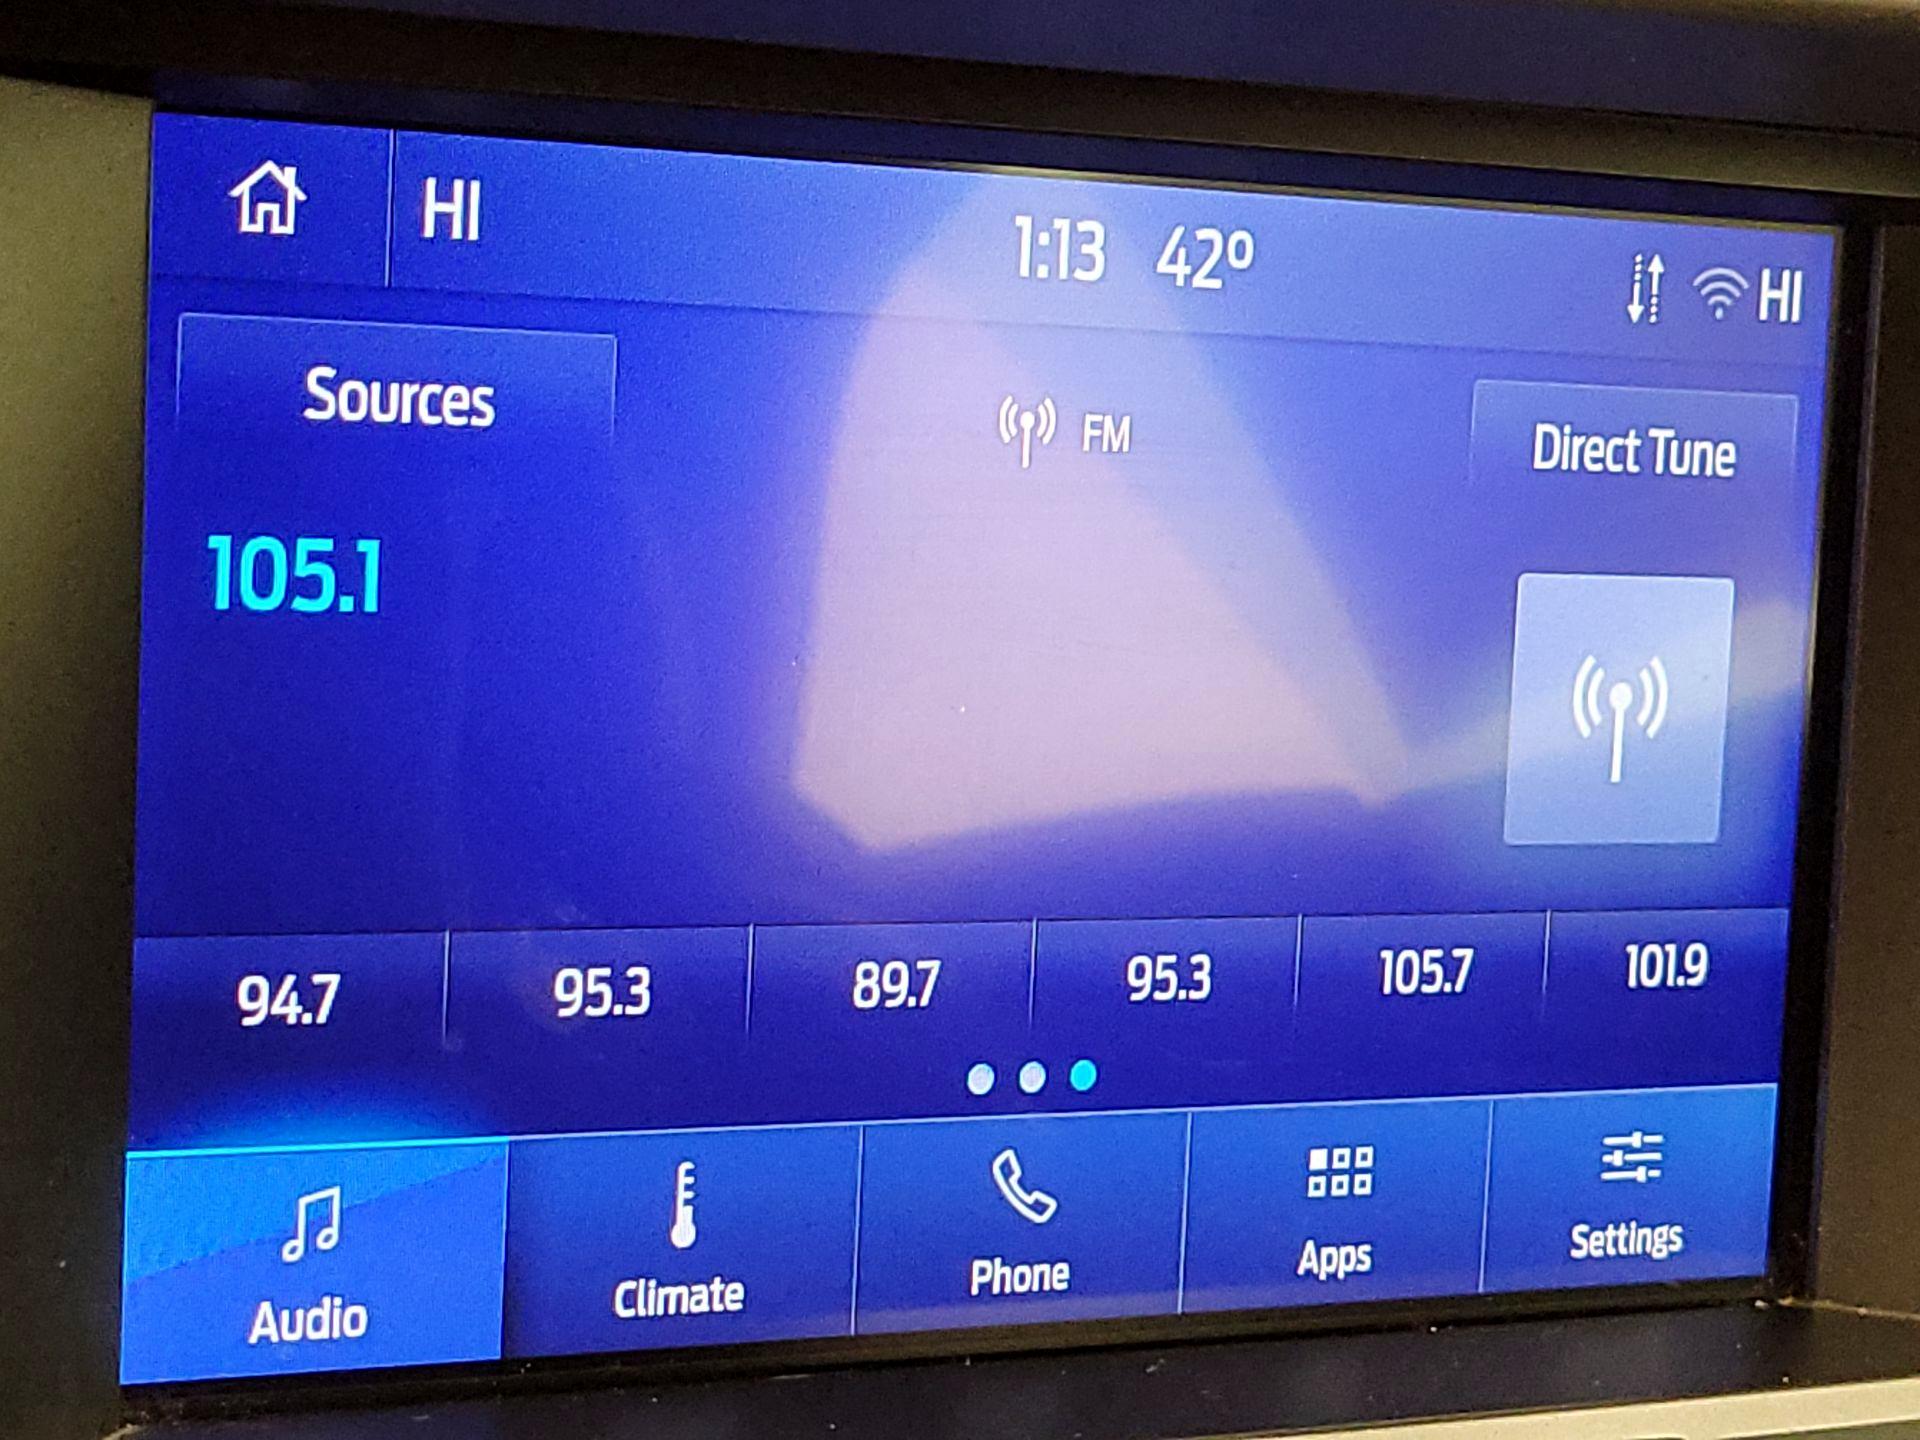 HI 1:13 42° HI
Sources FM Direct Tune
105.1
94.7 95.3 89.7 95.3 105.7 101.9
Audio Climate Phone Apps Settings